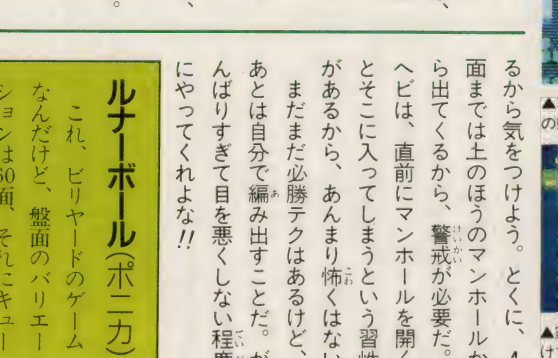 るから気をつけよう。とくに、4
面までは土のほうのマンホールか
ら出てくるから、警戒が必要だ。
ヘビは、直前にマンホールを開く
とそこに入ってしまうという習性
があるから、あんまり怖くはない
まだまだ必勝テクはあるけど、
あとは自分で編み出すことだ。が
んばりすぎて目を悪くしない程度
にやってくれよな!!
ルナーボール(ポニカ)
これ、ビリヤードのゲーム
なんだけど、盤面のバリエー
ションは60面、それにキュー